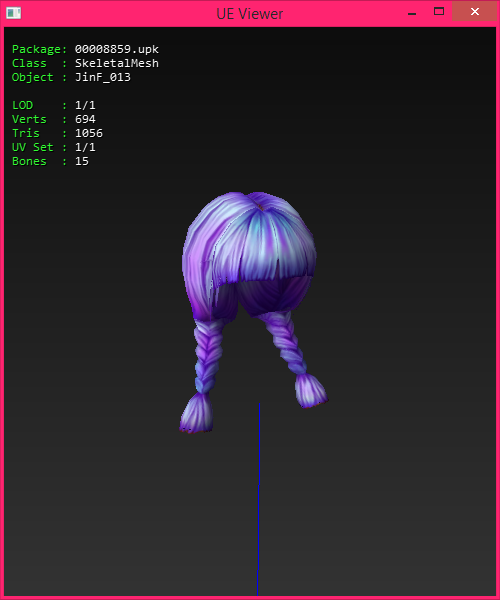 UE Viewer
Package: 00008859.upk
Class : SkeletalMesh
Object : JinF_013
LOD : 1/1
Verts : 694
Tris : 1056
UV Set : 1/1
Bones : 15